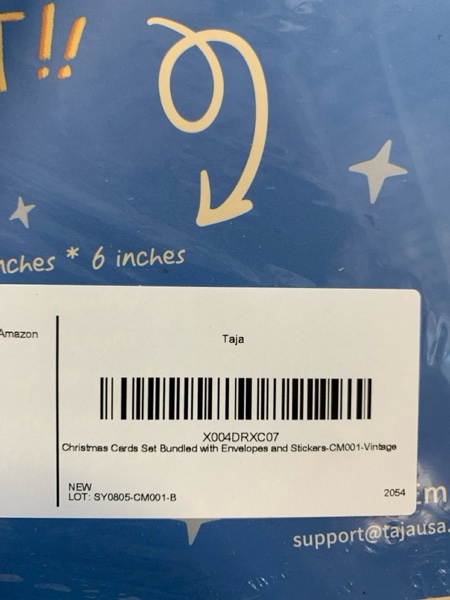 T!!
nches * 6 inches
Amazon
Taja
X004DRXC07
Christmas Cards Set Bundled with Envelopes and Stickers-CM001-Vintage
NEW
LOT: SY0805-CM001-B
2054
Em
support@tajausa.